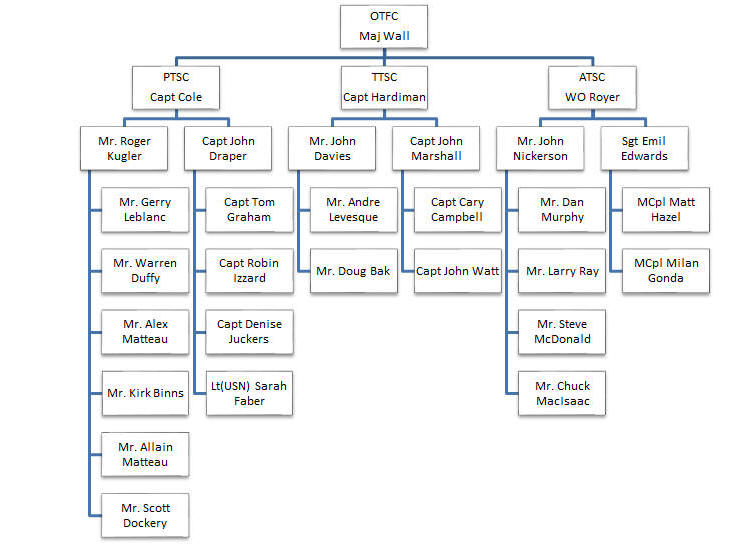 OTFC
Maj Wall
PTSC
Capt Cole
TTSC
Capt Hardiman
ATSC
WO Royer
Mr. Roger
Kugler
Capt John
Draper
Mr. John
Davies
Capt John
Marshall
Mr. John
Nickerson
Sgt Emil
Edwards
Mr. Gerry
Leblanc
Mr. Warren
Duffy
Mr. Alex
Matteau
Mr. Kirk Binns
Mr. Allain
Matteau
Mr. Scott
Dockery
Capt Tom
Graham
Capt Robin
Izzard
Capt Denise
Juckers
Lt(USN) Sarah
Faber
Mr. Andre
Levesque
Mr. Doug Bak
Capt Cary
Campbell
Capt John Watt
Mr. Dan
Murphy
Mr. Larry Ray
Mr. Steve
McDonald
Mr. Chuck
MacIsaac
MCpl Matt
Hazel
MCpl Milan
Gonda